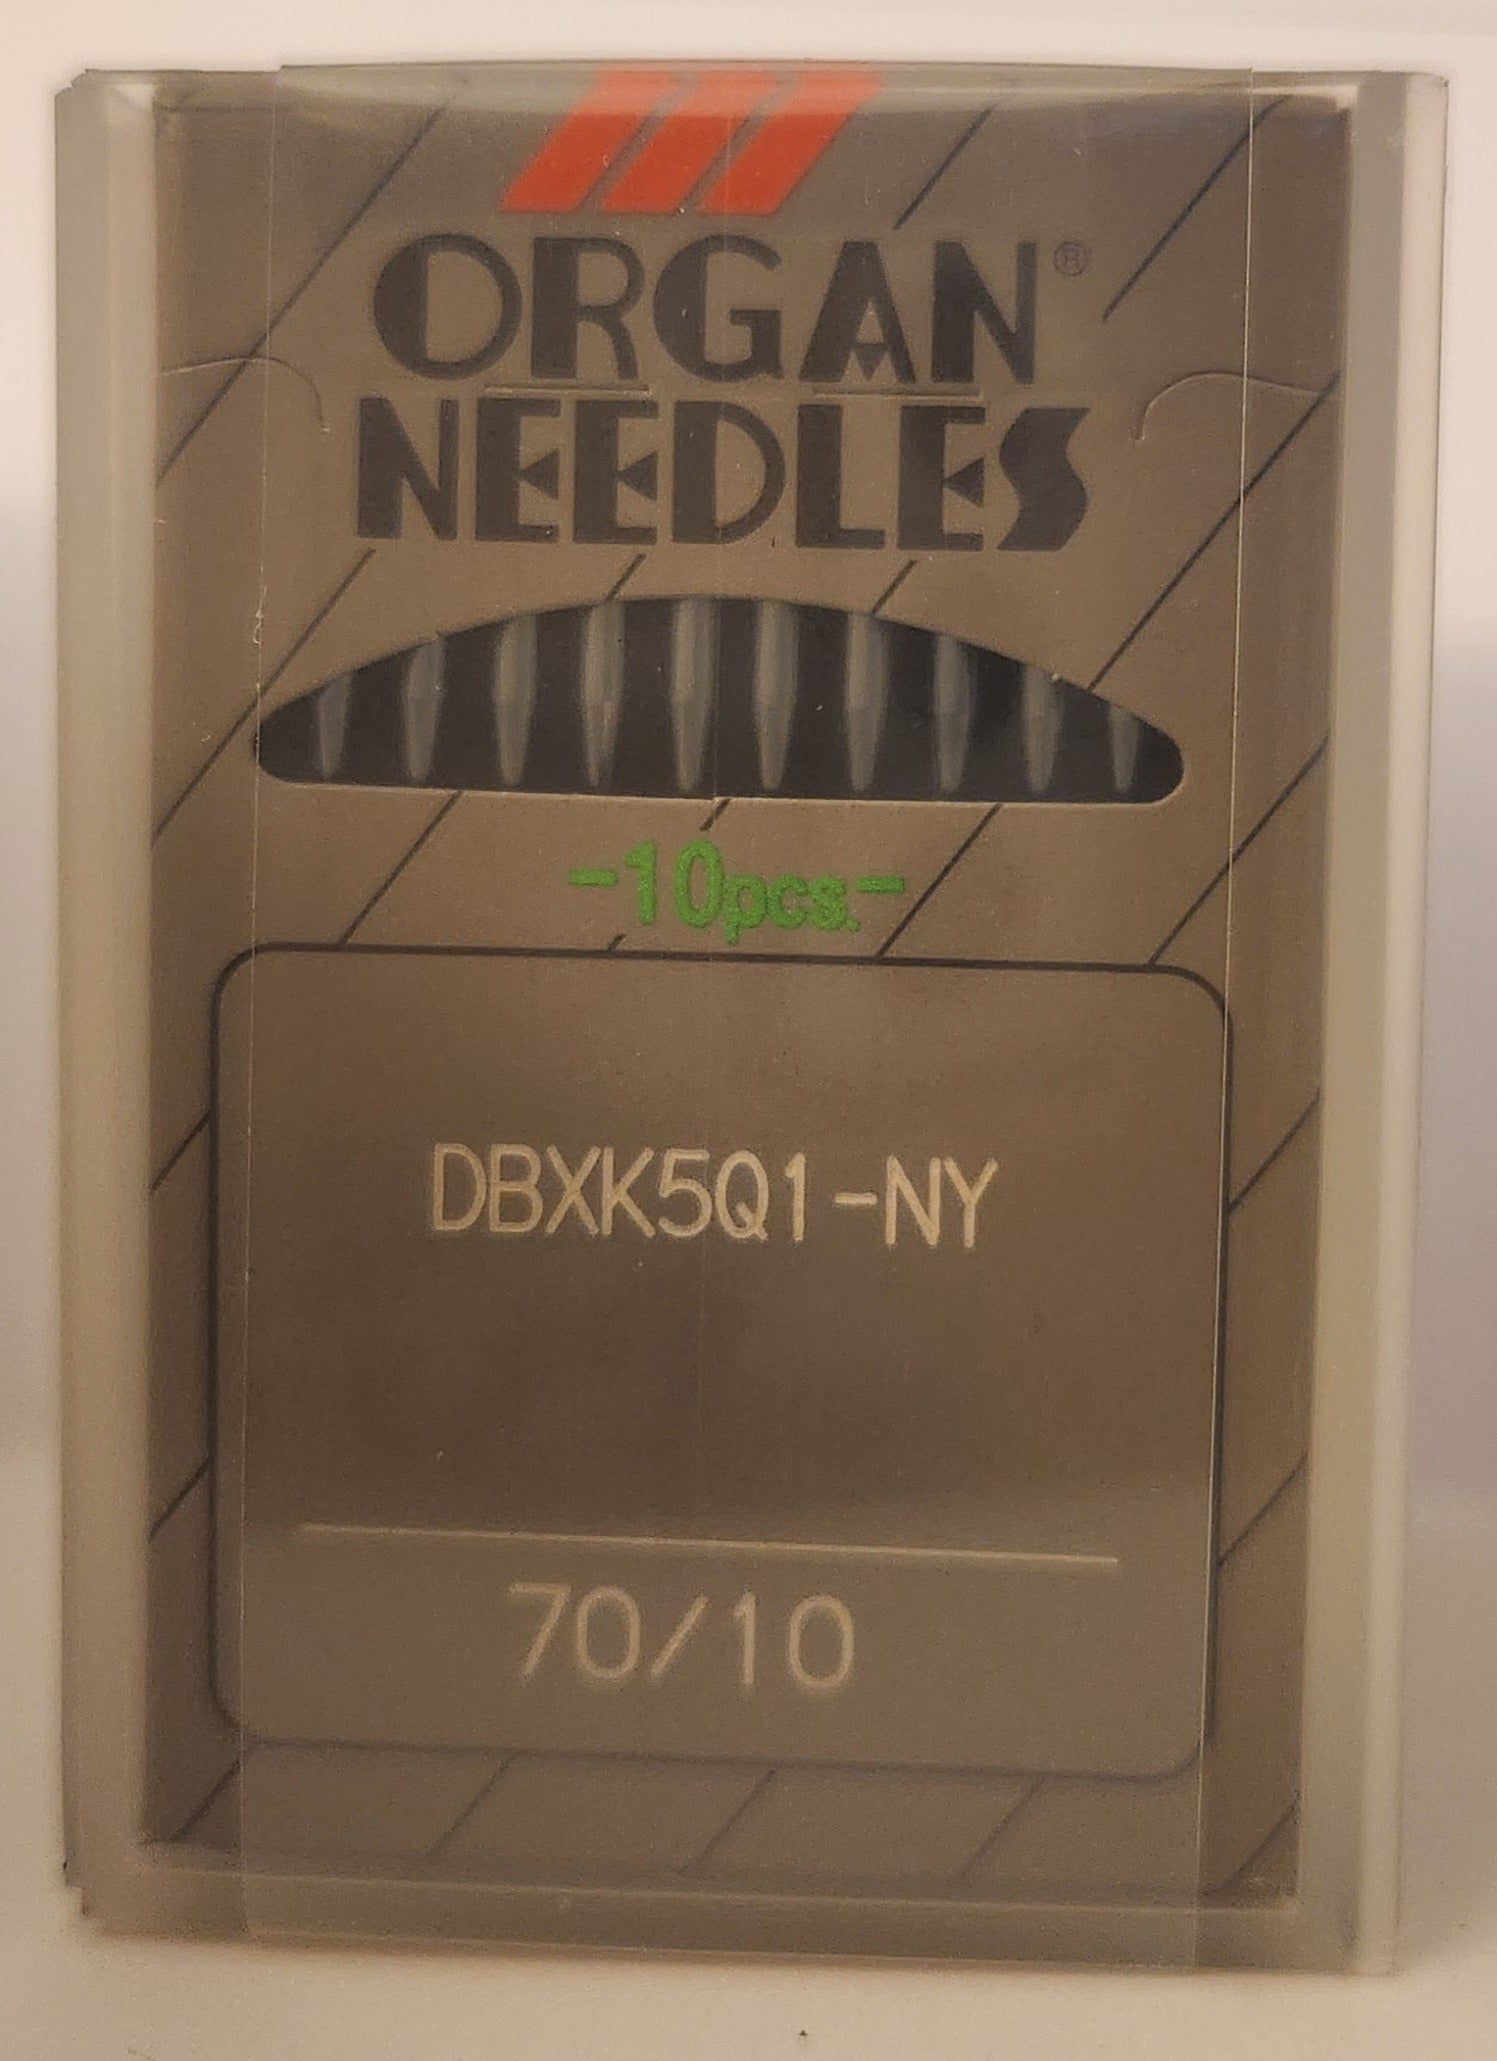 ORGAN®
NEEDLES
-10pcs.-
DBXK5Q1-NY
70/10